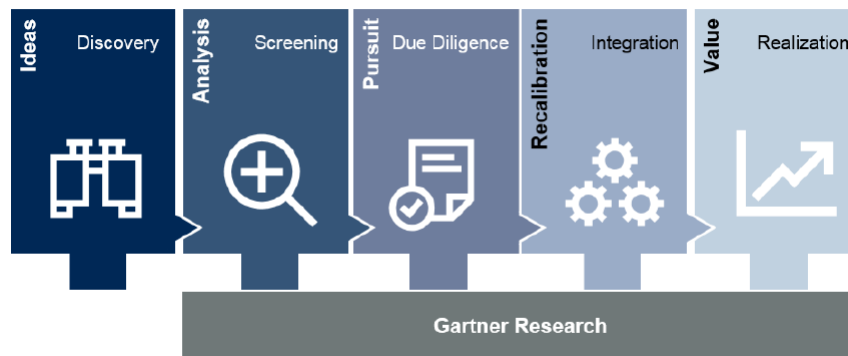 Ideas
Discovery
Analysis
Screening
Pursuit
Due Diligence
Recalibration
Integration
Value
Realization
Gartner Research